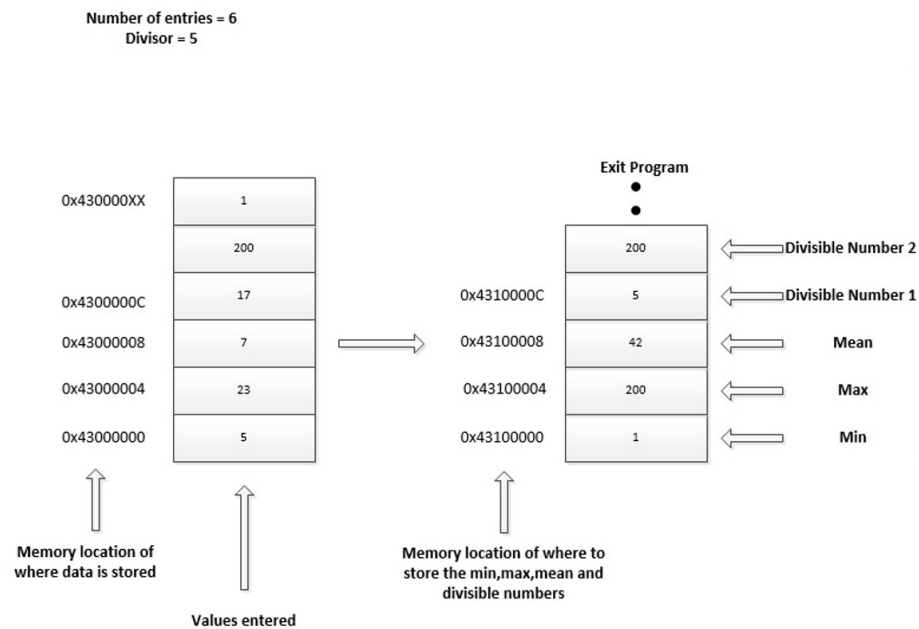 Number of entries = 6
Divisor = 5
Exit Program
0x430000XX
1
200
200
Divisible Number 2
0x4300000C
17
0x4310000C
5
Divisible Number 1
0x43000008
7
0x43100008
42
Mean
0x43000004
23
0x43100004
200
Max
0x43000000
5
0x43100000
1
Min
Memory location of
where data is stored
Memory location of where to
store the min,max,mean and
divisible numbers
Values entered